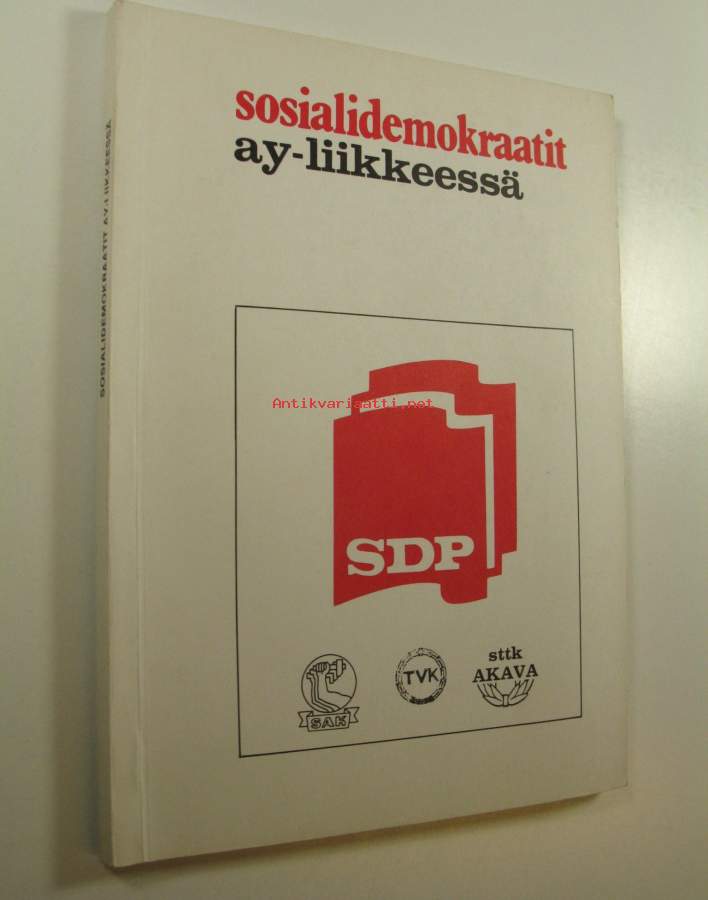 sosialidemokraatit
ay-liikkeessä
SOSIALIDEMOKRAATIT AY-LIIKKEESSÄ
Antikvariaatti.net
SDP
SAK
TVK
sttk
AKAVA